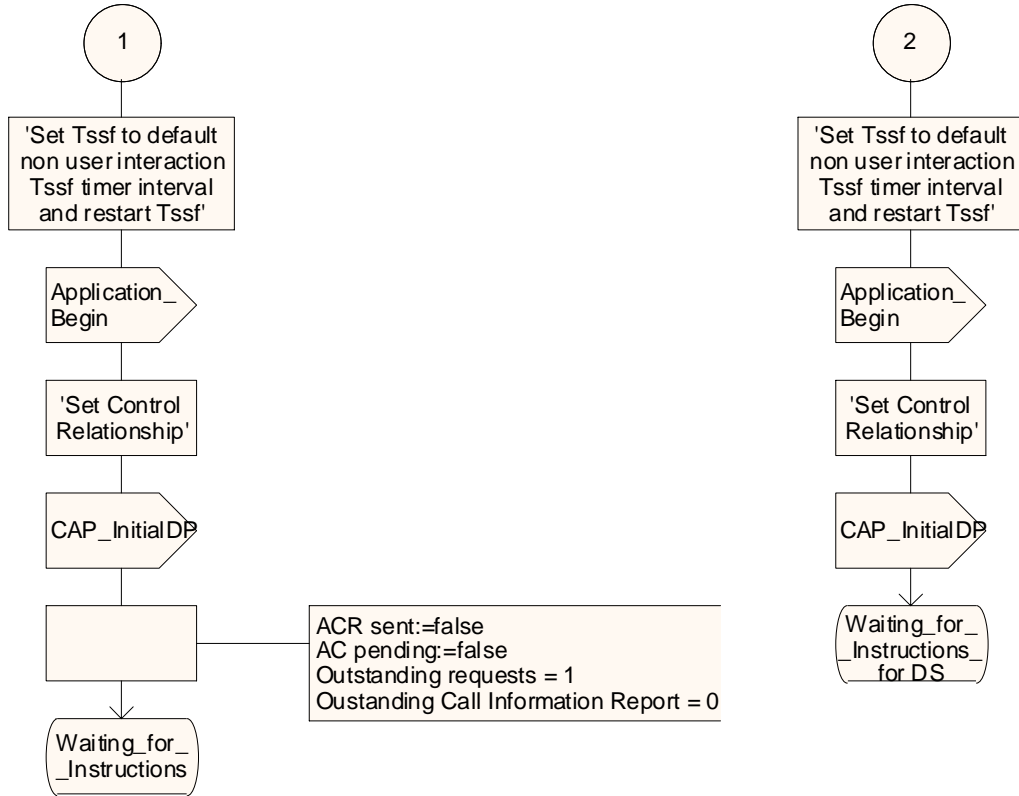 1
'Set Tssf to default
non user interaction
Tssf timer interval
and restart Tssf'
Application_
Begin
'Set Control
Relationship'
CAP_InitialDP
ACR sent:=false
AC pending:=false
Outstanding requests = 1
Oustanding Call Information Report = 0
Waiting_for_
_Instructions
2
'Set Tssf to default
non user interaction
Tssf timer interval
and restart Tssf'
Application_
Begin
'Set Control
Relationship'
CAP_InitialDP
Waiting_for_
_Instructions_
for DS